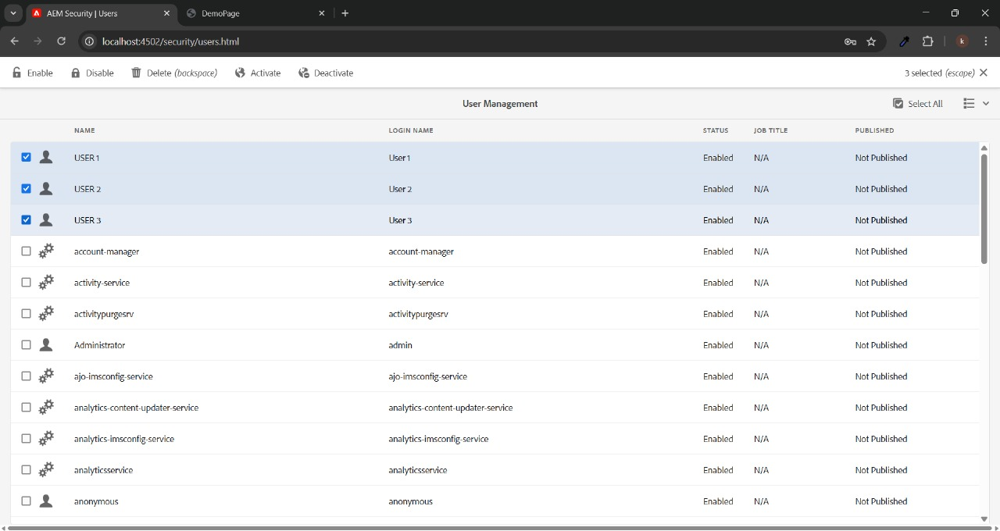 AEM Security | Users
DemoPage
localhost:4502/security/users.html
k
Enable Disable Delete (backspace) Activate Deactivate 3 selected (escape)
User Management
Select All
NAME LOGIN NAME STATUS JOB TITLE PUBLISHED
USER 1 User 1 Enabled N/A Not Published
USER 2 User 2 Enabled N/A Not Published
USER 3 User 3 Enabled N/A Not Published
account-manager account-manager Enabled N/A Not Published
activity-service activity-service Enabled N/A Not Published
activitypurgesrv activitypurgesrv Enabled N/A Not Published
Administrator admin Enabled N/A Not Published
ajo-imsconfig-service ajo-imsconfig-service Enabled N/A Not Published
analytics-content-updater-service analytics-content-updater-service Enabled N/A Not Published
analytics-imsconfig-service analytics-imsconfig-service Enabled N/A Not Published
analyticsservice analyticsservice Enabled N/A Not Published
anonymous anonymous Enabled N/A Not Published